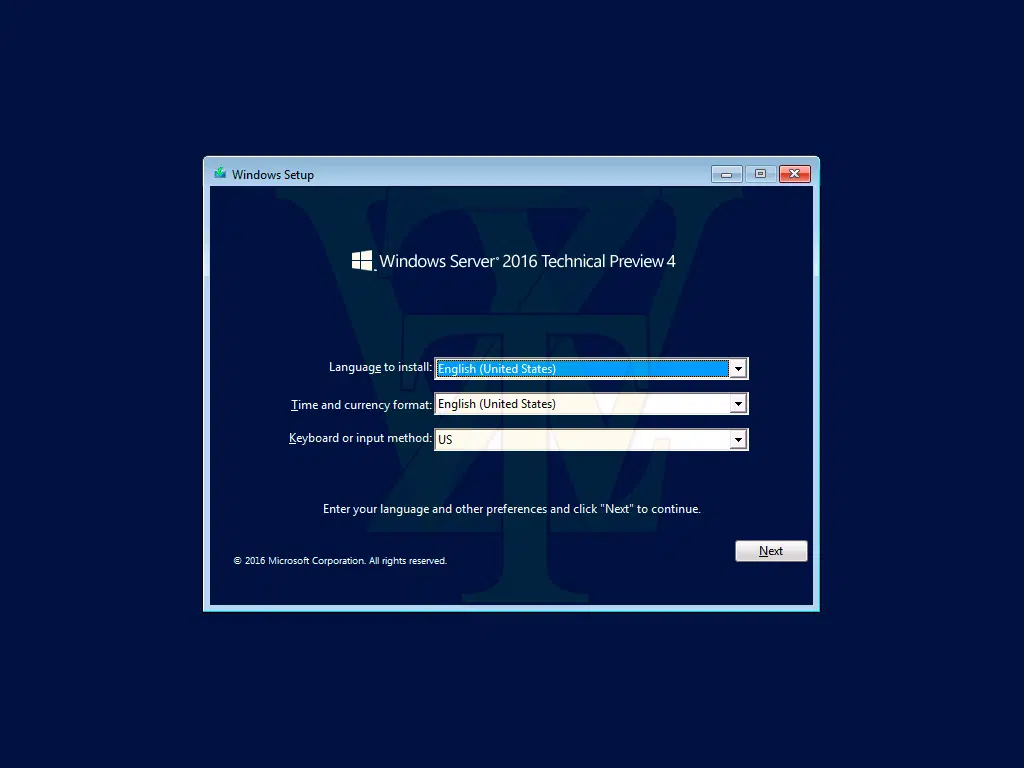 Windows Setup
Windows Server® 2016 Technical Preview 4
Language to install: English (United States)
Time and currency format: English (United States)
Keyboard or input method: US
Enter your language and other preferences and click "Next" to continue.
Next
© 2016 Microsoft Corporation. All rights reserved.